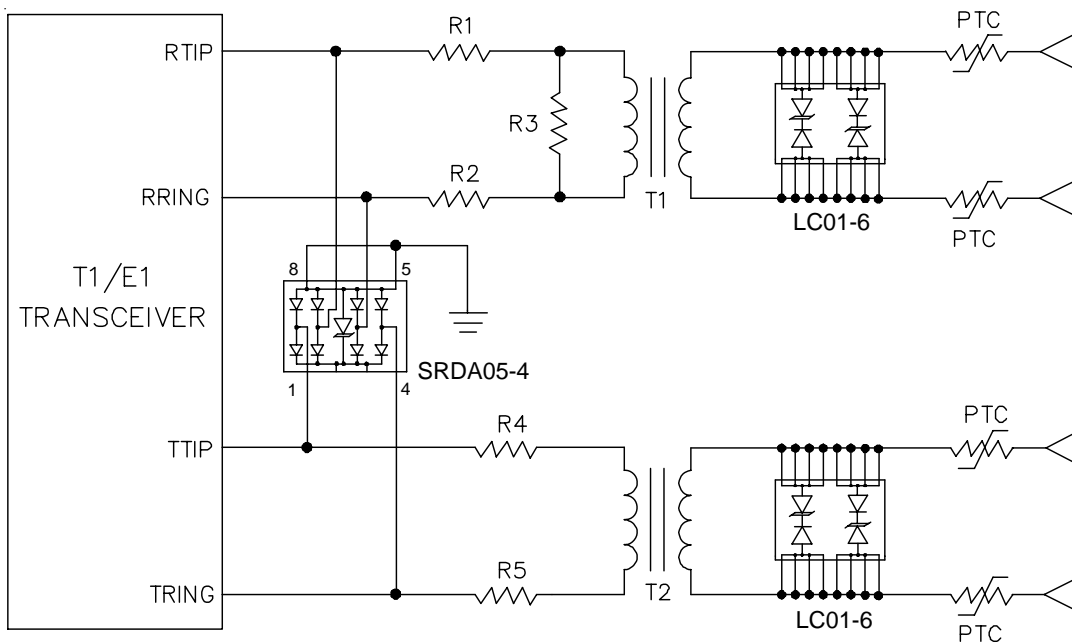 PTC
R1
RTIP
R3
R2
RRING
T1
LC01-6
PTC
8
5
T1/E1
TRANSCEIVER
SRDA05-4
1
4
PTC
R4
TTIP
R5
TRING
T2
LC01-6
PTC